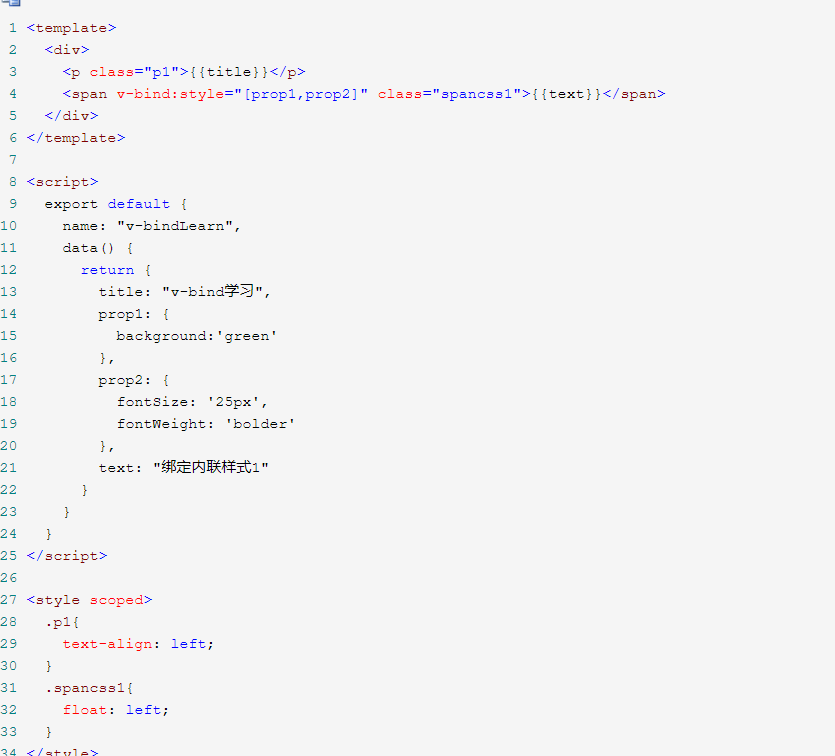 1 <template>
2   <div>
3     <p class="p1">{{title}}</p>
4     <span v-bind:style="[prop1,prop2]" class="spancss1">{{text}}</span>
5   </div>
6 </template>
7
8 <script>
9   export default {
10     name: "v-bindLearn",
11     data() {
12       return {
13         title: "v-bind学习",
14         prop1: {
15           background:'green'
16         },
17         prop2: {
18           fontSize: '25px',
19           fontWeight: 'bolder'
20         },
21         text: "绑定内联样式1"
22       }
23     }
24   }
25 </script>
26
27 <style scoped>
28   .p1{
29     text-align: left;
30   }
31   .spancss1{
32     float: left;
33   }
34 </style>